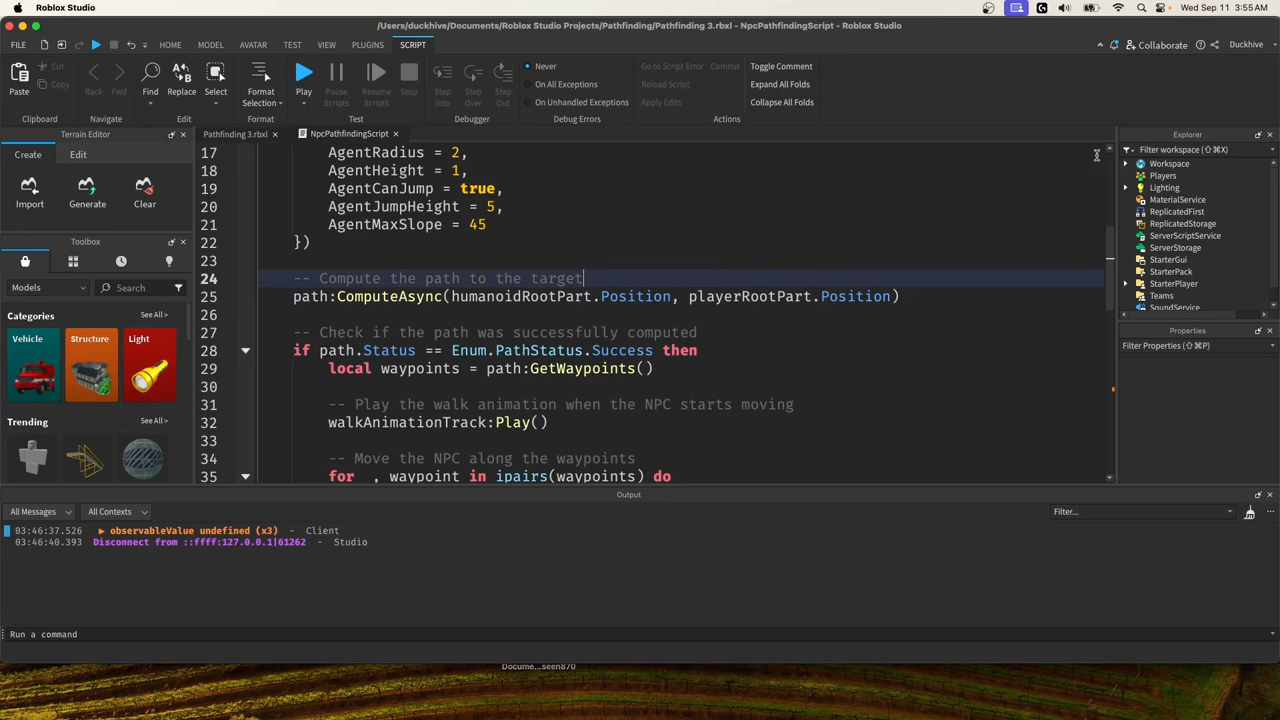 Roblox Studio
Wed Sep 11 3:55 AM
/Users/duckhive/Documents/Roblox Studio Projects/Pathfinding/Pathfinding 3.rbxl - NpcPathfindingScript - Roblox Studio
FILE HOME MODEL AVATAR TEST VIEW PLUGINS SCRIPT Collaborate Duckhive
Paste Cut Copy Back Fwd Find Replace Select Format Selection Play Pause Scripts Resume Scripts Stop Step Into Step Over Step Out
Never
On All Exceptions
On Unhandled Exceptions
Go to Script Error Commit
Reload Script
Apply Edits
Toggle Comment
Expand All Folds
Collapse All Folds
Clipboard Navigate Edit Format Test Debugger Debug Errors Actions
Terrain Editor
Create Edit
Import Generate Clear
Toolbox
Models Search
Categories See All >
Vehicle Structure Light
Trending See All >
Pathfinding 3.rbxl NpcPathfindingScript
17 AgentRadius = 2,
18 AgentHeight = 1,
19 AgentCanJump = true,
20 AgentJumpHeight = 5,
21 AgentMaxSlope = 45
22 })
23
24 -- Compute the path to the target
25 path:ComputeAsync(humanoidRootPart.Position, playerRootPart.Position)
26
27 -- Check if the path was successfully computed
28 if path.Status == Enum.PathStatus.Success then
29 local waypoints = path:GetWaypoints()
30
31 -- Play the walk animation when the NPC starts moving
32 walkAnimationTrack:Play()
33
34 -- Move the NPC along the waypoints
35 for _, waypoint in ipairs(waypoints) do
Explorer
Filter workspace (⇧⌘X)
Workspace
Players
Lighting
MaterialService
ReplicatedFirst
ReplicatedStorage
ServerScriptService
ServerStorage
StarterGui
StarterPack
StarterPlayer
Teams
SoundService
Properties
Filter Properties (⇧⌘P)
Output
All Messages All Contexts Filter...
03:46:37.526 ▶ observableValue undefined (x3) - Client
03:46:40.393 Disconnect from ::ffff:127.0.0.1|61262 - Studio
Run a command
Docume...seen870